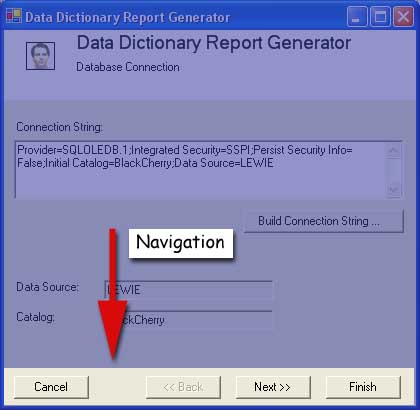 Data Dictionary Report Generator
Data Dictionary Report Generator
Database Connection
Connection String:
Provider=SQLOLEDB.1;Integrated Security=SSPI;Persist Security Info=
False;Initial Catalog=BlackCherry;Data Source=LEWIE
Build Connection String ...
Navigation
Data Source:
LEWIE
Catalog:
ckCherry
Cancel
<< Back
Next >>
Finish